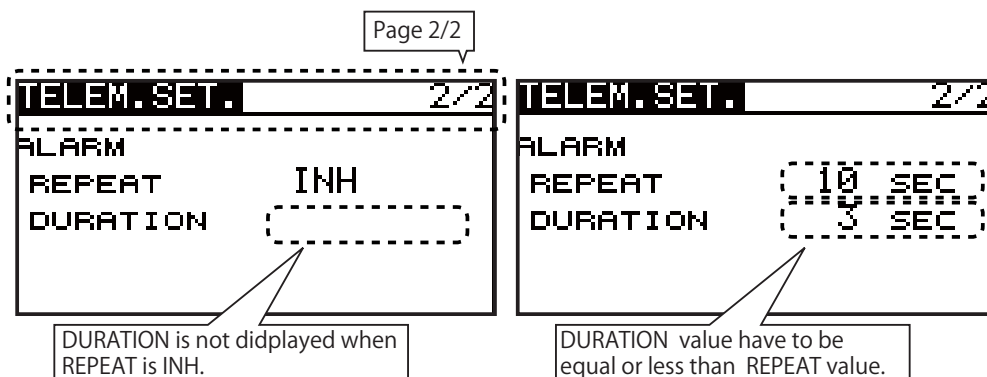 Page 2/2
TELEM.SET. 2/2
ALARM
REPEAT INH
DURATION
DURATION is not didplayed when
REPEAT is INH.
TELEM.SET. 2/2
ALARM
REPEAT 10 SEC
DURATION 3 SEC
DURATION value have to be
equal or less than REPEAT value.